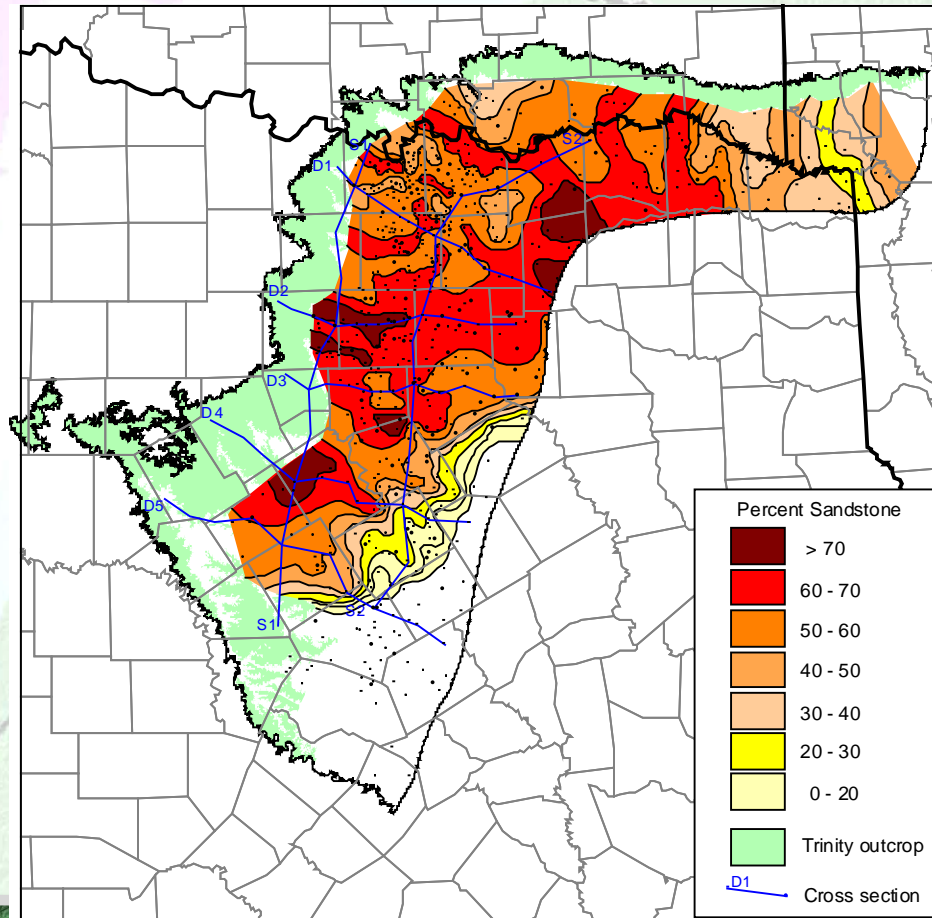 S1
S2
D1
D2
D3
D4
D5
S1
S2
Percent Sandstone
> 70
60 - 70
50 - 60
40 - 50
30 - 40
20 - 30
0 - 20
Trinity outcrop
D1
Cross section